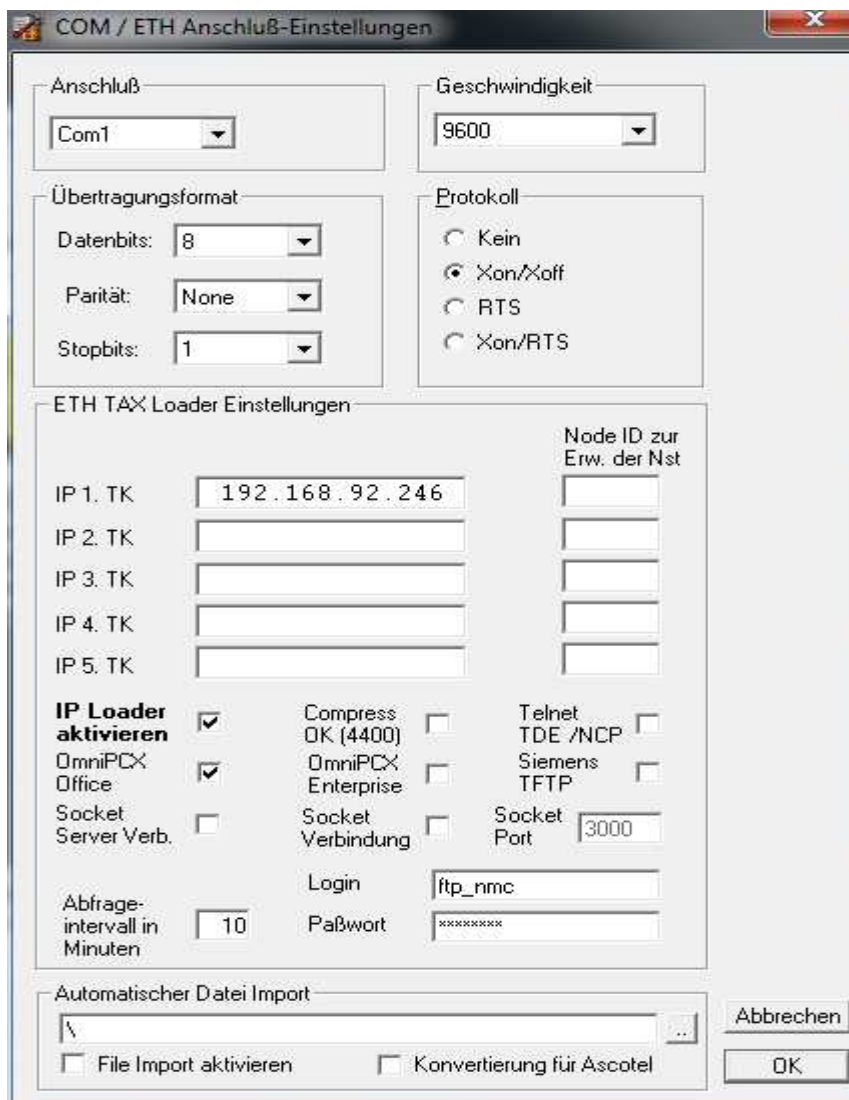 COM / ETH Anschluß-Einstellungen
Anschluß
Com1
Geschwindigkeit
9600
Übertragungsformat
Datenbits: 8
Parität: None
Stopbits: 1
Protokoll
Kein
Xon/Xoff
RTS
Xon/RTS
ETH TAX Loader Einstellungen
Node ID zur
Erw. der Nst
IP 1. TK 192.168.92.246
IP 2. TK
IP 3. TK
IP 4. TK
IP 5. TK
IP Loader
aktivieren
Compress
OK (4400)
Telnet
TDE /NCP
OmniPCX
Office
OmniPCX
Enterprise
Siemens
TFTP
Socket
Server Verb.
Socket
Verbindung
Socket
Port
3000
Abfrage-
intervall in
Minuten
10
Login ftp_nmc
Paßwort ********
Automatischer Datei Import
\
..
File Import aktivieren
Konvertierung für Ascotel
Abbrechen
OK